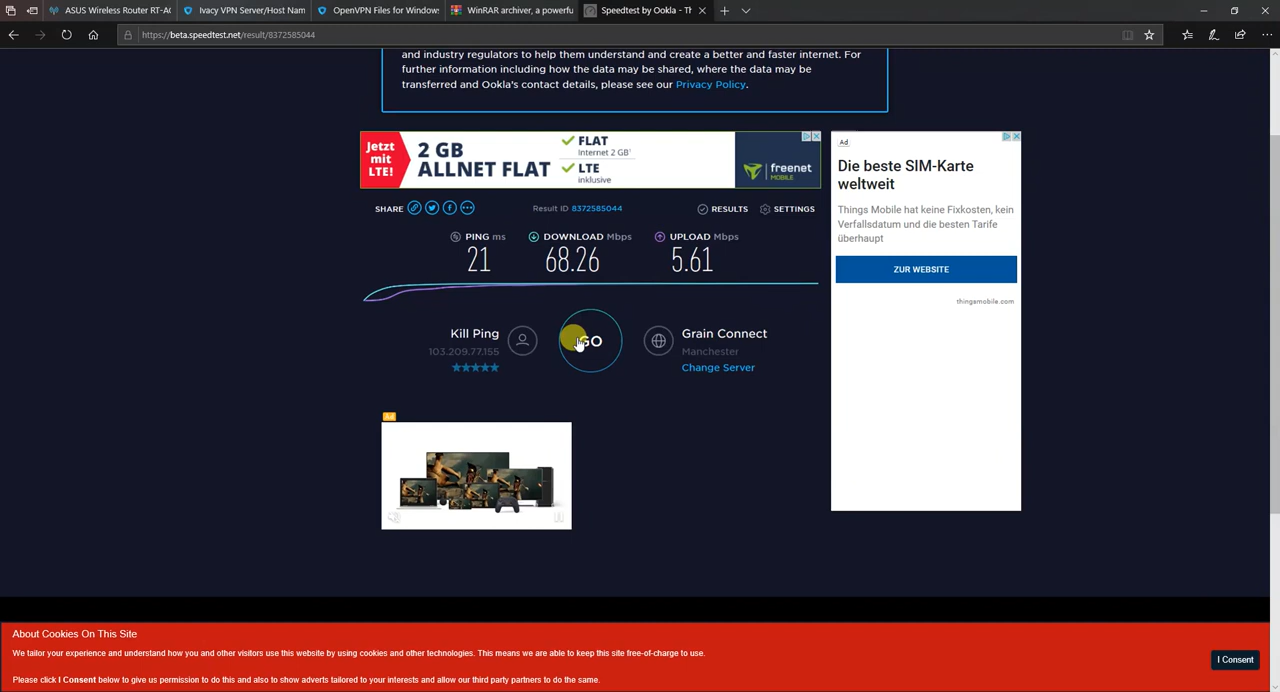 ASUS Wireless Router RT-AC
Ivacy VPN Server/Host Nam
OpenVPN Files for Windows
WinRAR archiver, a powerfu
Speedtest by Ookla - Th
https://beta.speedtest.net/result/8372585044
and industry regulators to help them understand and create a better and faster internet. For
further information including how the data may be shared, where the data may be
transferred and Ookla's contact details, please see our Privacy Policy.
Jetzt
mit
LTE!
2 GB
ALLNET FLAT
FLAT
Internet 2 GB¹
LTE
inklusive
freenet
MOBILE
Ad
Die beste SIM-Karte
weltweit
Things Mobile hat keine Fixkosten, kein
Verfallsdatum und die besten Tarife
überhaupt
ZUR WEBSITE
thingsmobile.com
SHARE
Result ID 8372585044
RESULTS
SETTINGS
PING ms
DOWNLOAD Mbps
UPLOAD Mbps
21
68.26
5.61
Kill Ping
103.209.77.155
GO
Grain Connect
Manchester
Change Server
Ad
About Cookies On This Site
We tailor your experience and understand how you and other visitors use this website by using cookies and other technologies. This means we are able to keep this site free-of-charge to use.
Please click I Consent below to give us permission to do this and also to show adverts tailored to your interests and allow our third party partners to do the same.
I Consent